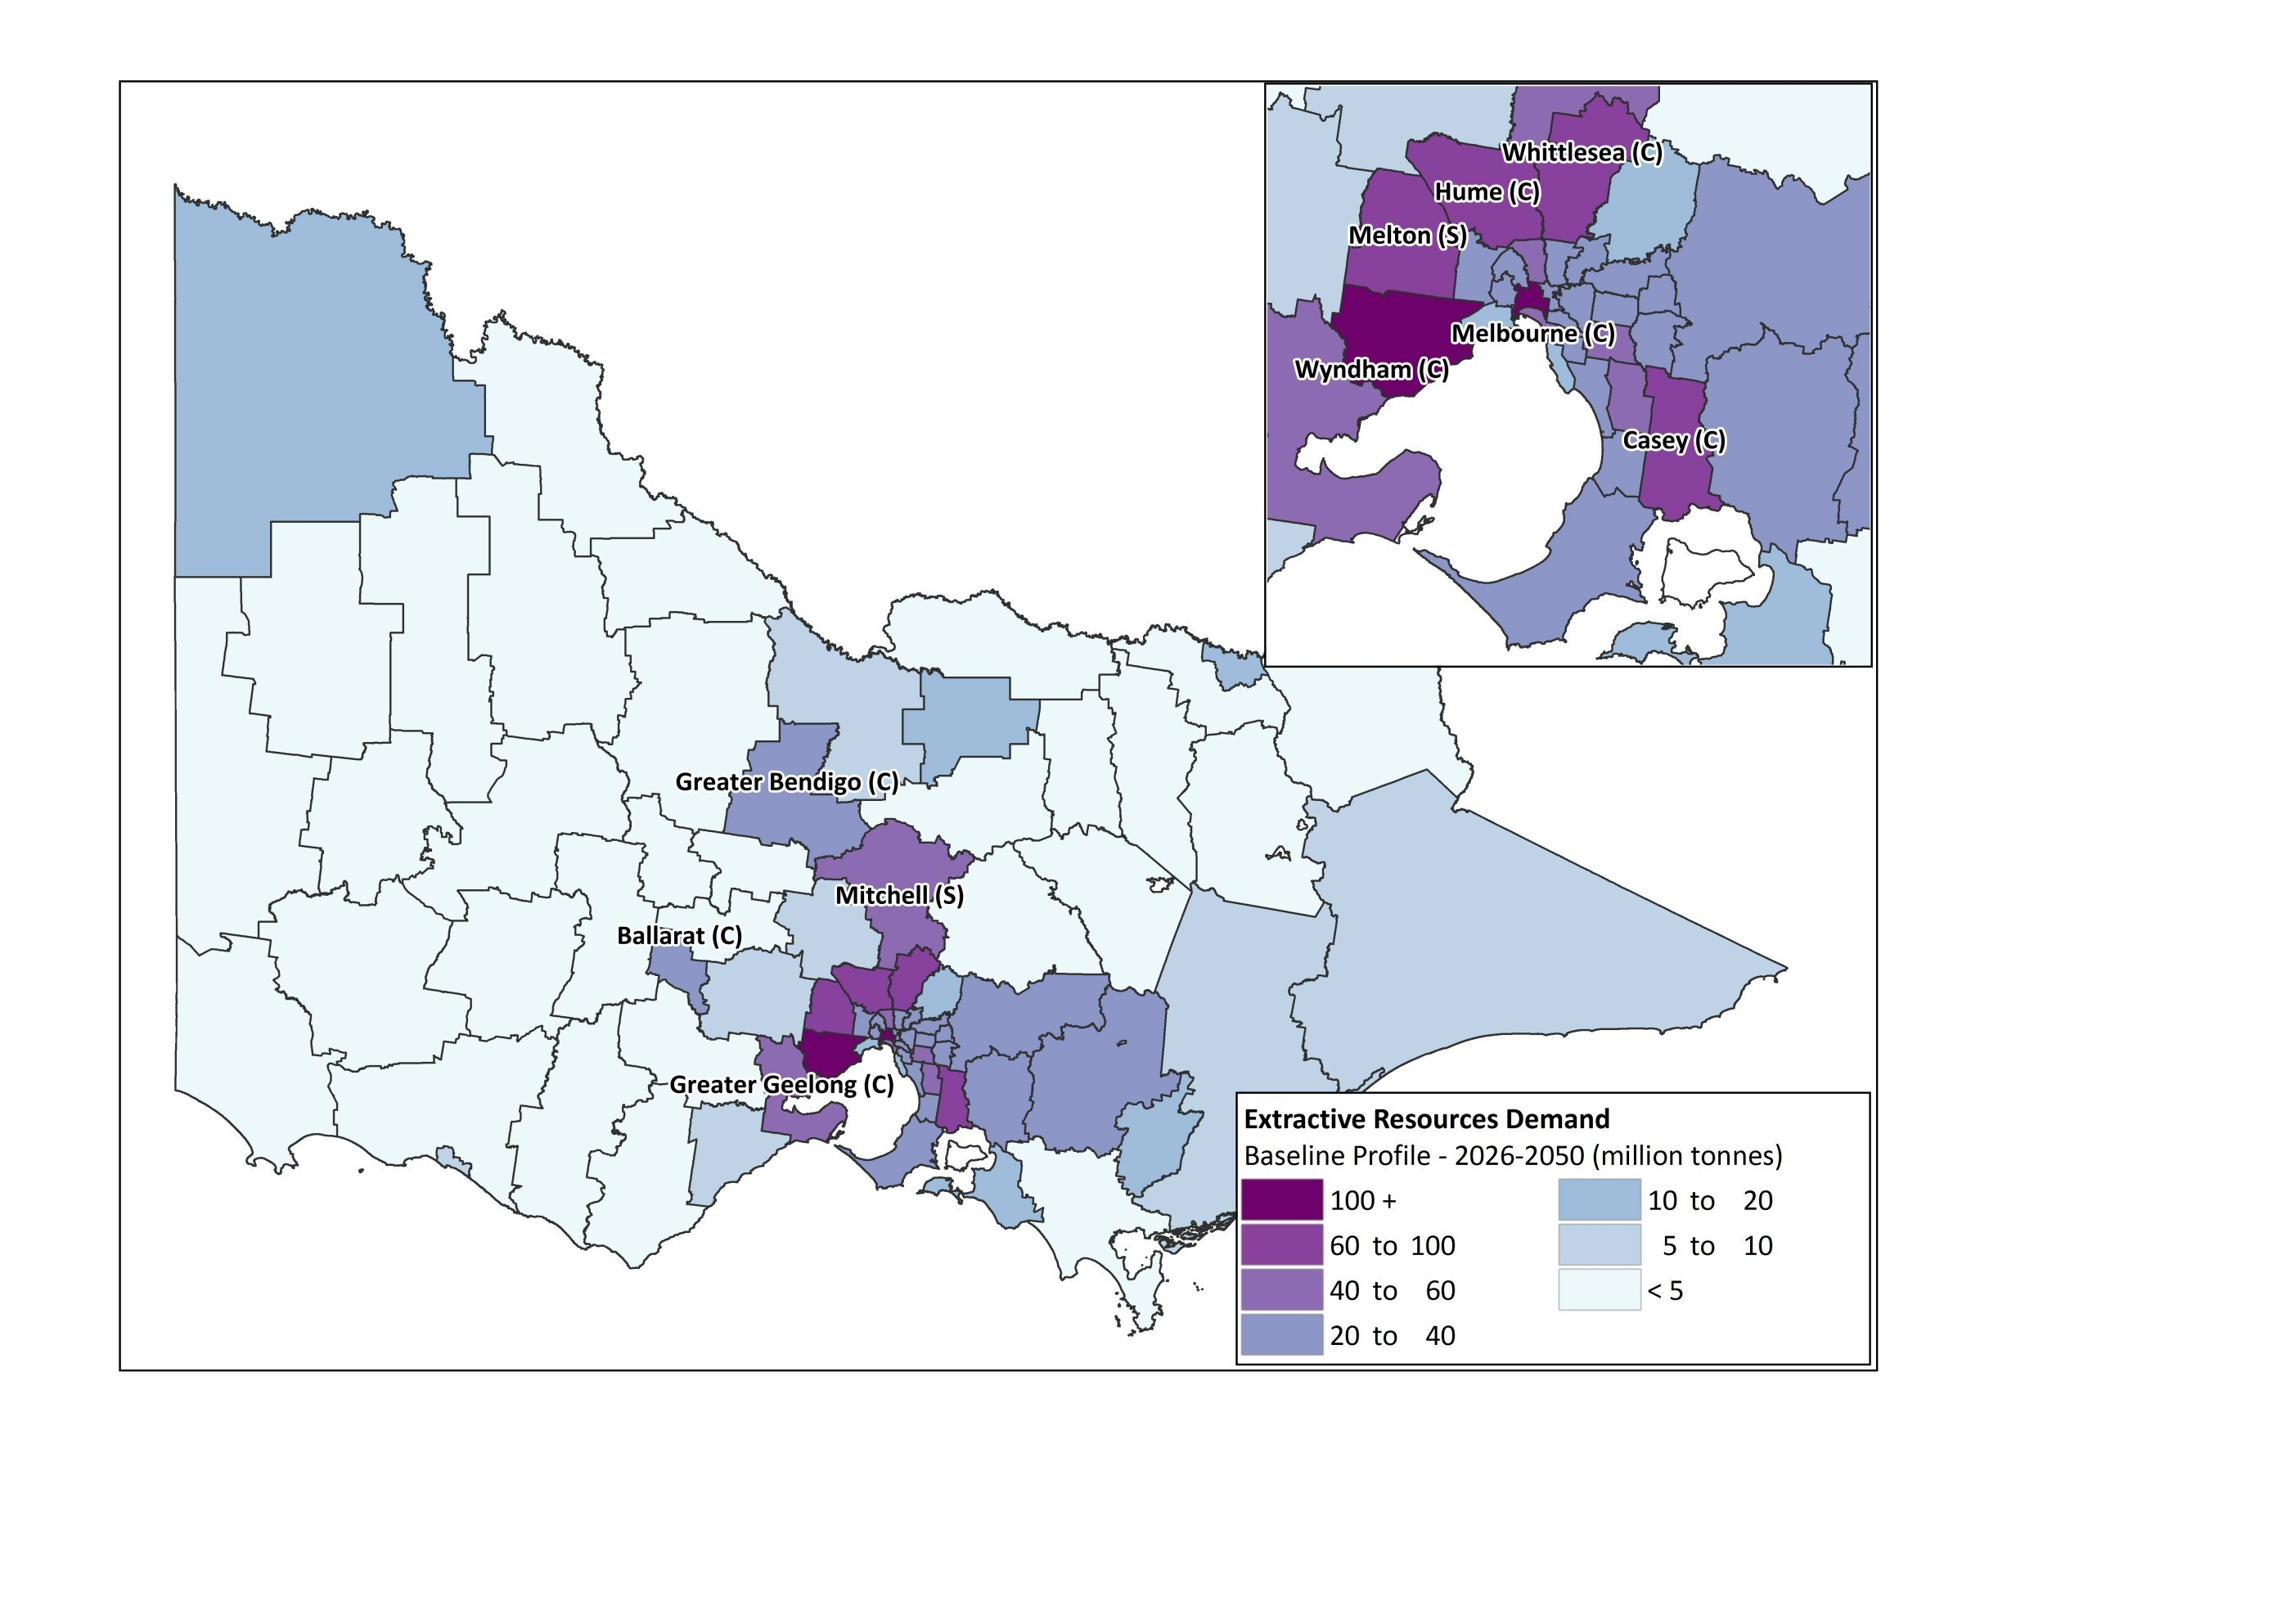 Whittlesea (C)
Hume (C)
Melton (S)
Melbourne (C)
Wyndham (C)
Casey (C)
Greater Bendigo (C)
Mitchell (S)
Ballarat (C)
Greater Geelong (C)
Extractive Resources Demand
Baseline Profile - 2026-2050 (million tonnes)
100 +
60 to 100
40 to 60
20 to 40
10 to 20
5 to 10
< 5